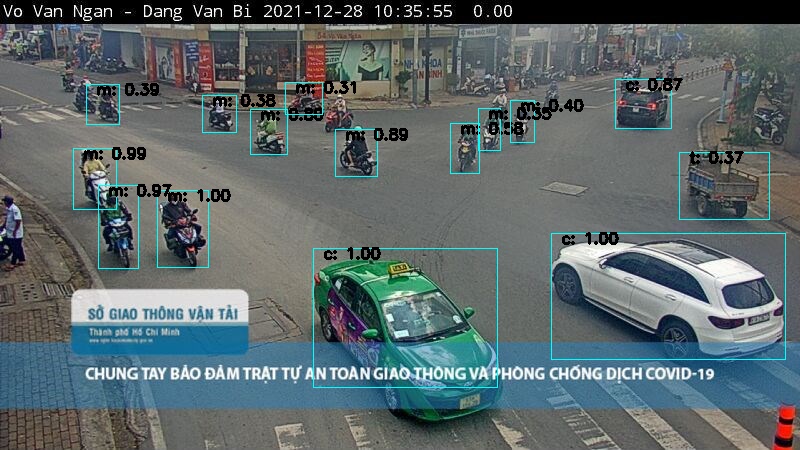 Vo Van Ngan - Dang Van Bi 2021-12-28 10:35:55 0.00
m: 0.39
m: 0.38
m: 0.31
m: 0.40
c: 0.87
m: 0.89
m: 0.58
t: 0.37
m: 0.99
m: 0.97
m: 1.00
c: 1.00
c: 1.00
SỞ GIAO THÔNG VẬN TẢI
Thành phố Hồ Chí Minh
CHUNG TAY BẢO ĐẢM TRẬT TỰ AN TOÀN GIAO THÔNG VÀ PHÒNG CHỐNG DỊCH COVID-19